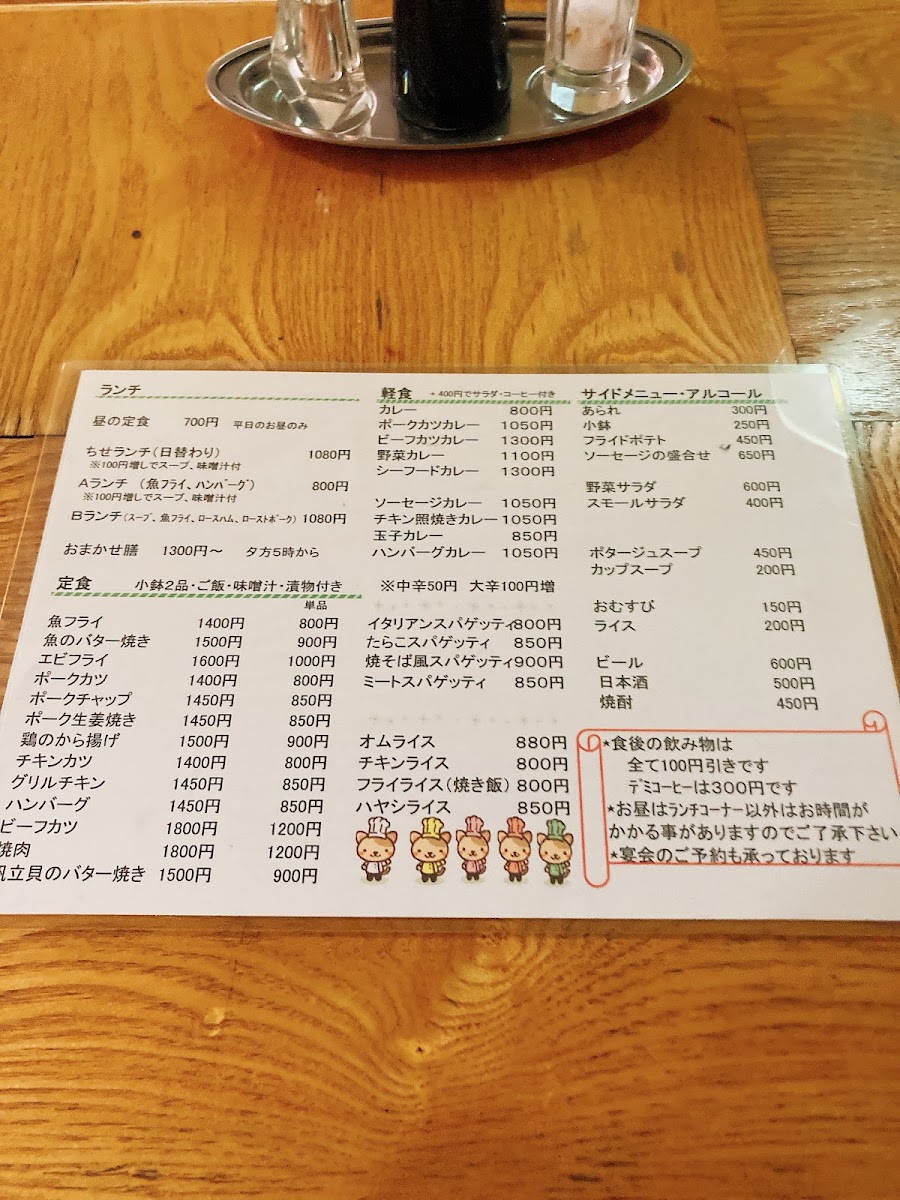 ランチ
昼の定食 700円 平日のお昼のみ
ちせランチ(日替わり) 1080円
※100円増しでスープ、味噌汁付
Aランチ (魚フライ、ハンバーグ) 800円
※100円増しでスープ、味噌汁付
Bランチ(スープ、魚フライ、ロースハム、ローストポーク) 1080円
おまかせ膳 1300円～ 夕方5時から
定食 小鉢2品・ご飯・味噌汁・漬物付き
単品
魚フライ 1400円 800円
魚のバター焼き 1500円 900円
エビフライ 1600円 1000円
ポークカツ 1400円 800円
ポークチャップ 1450円 850円
ポーク生姜焼き 1450円 850円
鶏のから揚げ 1500円 900円
チキンカツ 1400円 800円
グリルチキン 1450円 850円
ハンバーグ 1450円 850円
ビーフカツ 1800円 1200円
焼肉 1800円 1200円
帆立貝のバター焼き 1500円 900円
軽食 +400円でサラダ・コーヒー付き
カレー 800円
ポークカツカレー 1050円
ビーフカツカレー 1300円
野菜カレー 1100円
シーフードカレー 1300円
ソーセージカレー 1050円
チキン照焼きカレー 1050円
玉子カレー 850円
ハンバーグカレー 1050円
※中辛50円 大辛100円増
イタリアンスパゲッティ 800円
たらこスパゲッティ 850円
焼そば風スパゲッティ 900円
ミートスパゲッティ 850円
オムライス 880円
チキンライス 800円
フライライス(焼き飯) 800円
ハヤシライス 850円
サイドメニュー・アルコール
あられ 300円
小鉢 250円
フライドポテト 450円
ソーセージの盛合せ 650円
野菜サラダ 600円
スモールサラダ 400円
ポタージュスープ 450円
カップスープ 200円
おむすび 150円
ライス 200円
ビール 600円
日本酒 500円
焼酎 450円
*食後の飲み物は
全て100円引きです
デミコーヒーは300円です
*お昼はランチコーナー以外はお時間が
かかる事がありますのでご了承下さい
*宴会のご予約も承っております